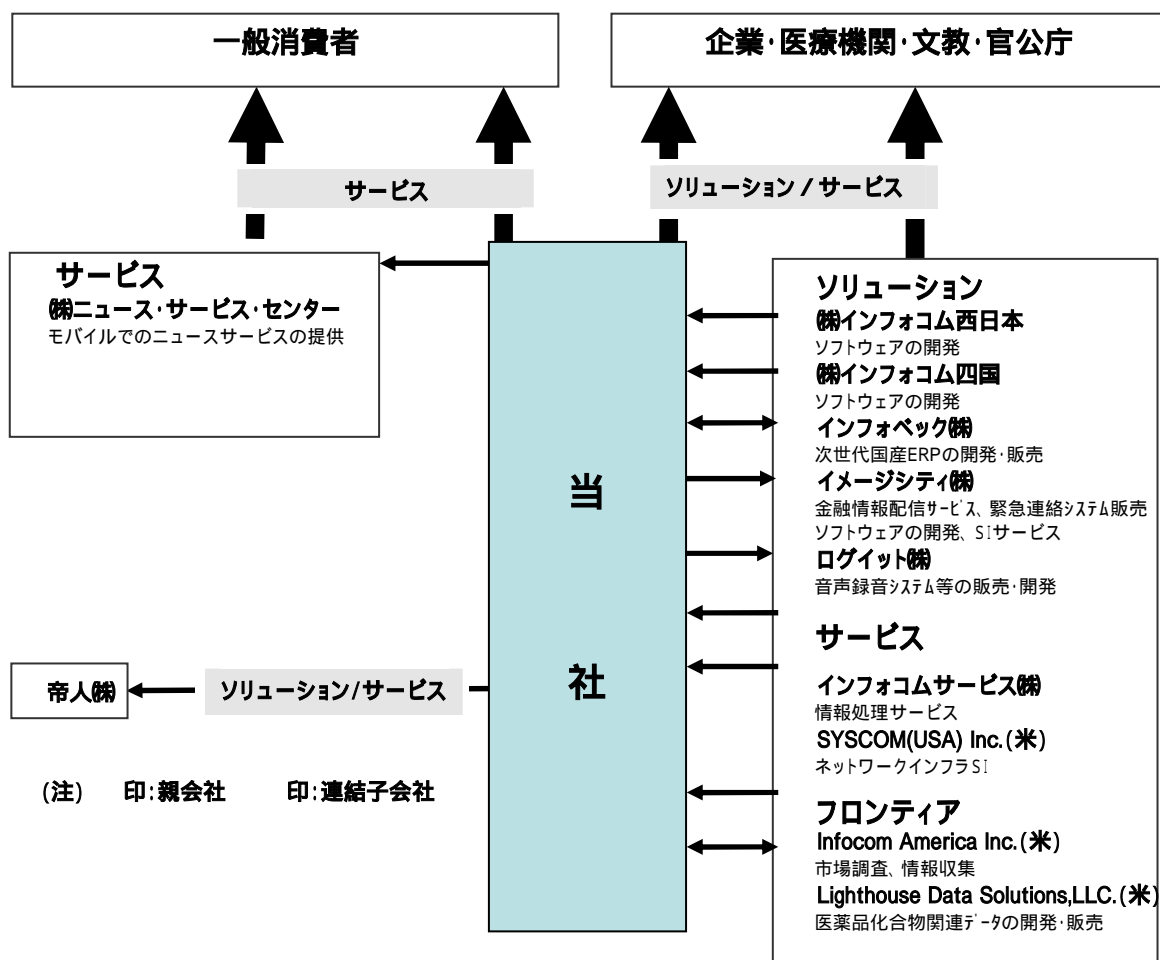 一般消費者
企業･医療機関･文教･官公庁
サービス
ソリューション / サービス
サービス
㈱ニュース･サービス･センター
モバイルでのニュースサービスの提供
ソリューション
㈱インフォコム西日本
ソフトウェアの開発
㈱インフォコム四国
ソフトウェアの開発
インフォベック㈱
次世代国産ERPの開発･販売
イメージシティ㈱
金融情報配信ｻｰﾋﾞｽ、緊急連絡ｼｽﾃﾑ販売
ソフトウェアの開発、SIサービス
ログイット㈱
音声録音ｼｽﾃﾑ等の販売･開発
サービス
インフォコムサービス㈱
情報処理サービス
SYSCOM(USA) Inc.(米)
ネットワークインフラSI
フロンティア
Infocom America Inc.(米)
市場調査、情報収集
Lighthouse Data Solutions,LLC.(米)
医薬品化合物関連ﾃﾞｰﾀの開発･販売
当
社
帝人㈱
ソリューション/サービス
(注) 印:親会社 印:連結子会社